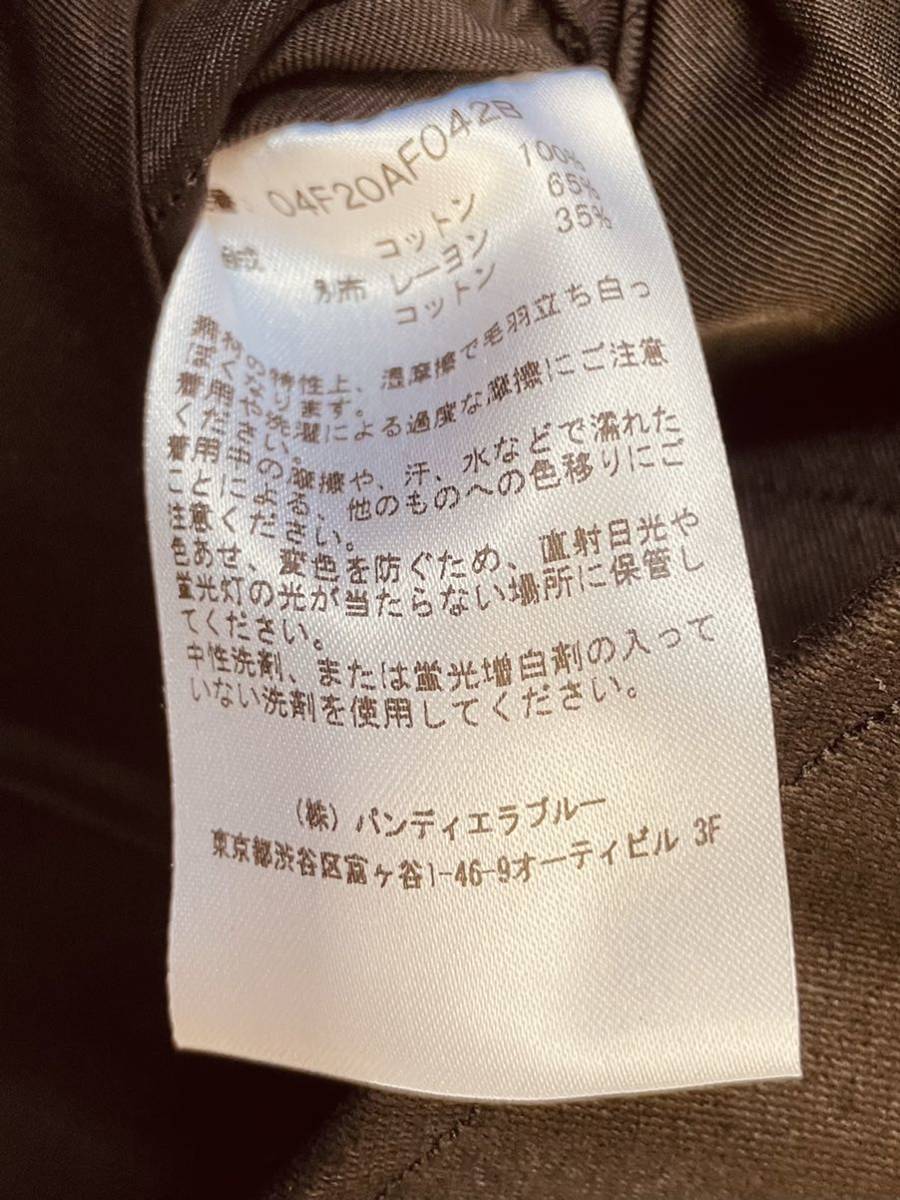 品番: 04F20AF042B
組成 コットン 100%
別布 レーヨン 65%
コットン 35%
素材の特性上、湿摩擦で毛羽立ち白っ
ぽくなります。
着用や洗濯による過度な摩擦にご注意
ください。
着用中の摩擦や、汗、水などで濡れた
ことによる、他のものへの色移りにご
注意ください。
色あせ、変色を防ぐため、直射日光や
蛍光灯の光が当たらない場所に保管し
てください。
中性洗剤、または蛍光増白剤の入って
いない洗剤を使用してください。
(株) パンディエラブルー
東京都渋谷区富ヶ谷1-46-9オーティビル 3F